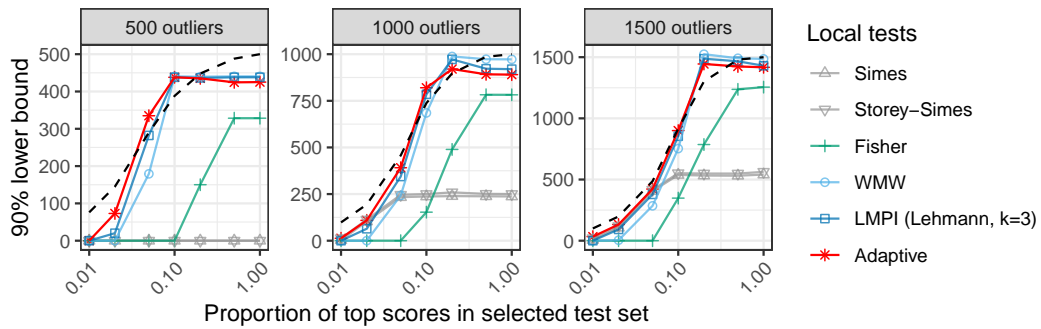 500 outliers
1000 outliers
1500 outliers
90% lower bound
500
400
300
200
100
0
1000
750
500
250
0
1500
1000
500
0
0.01
0.10
1.00
0.01
0.10
1.00
0.01
0.10
1.00
Proportion of top scores in selected test set
Local tests
Simes
Storey−Simes
Fisher
WMW
LMPI (Lehmann, k=3)
Adaptive